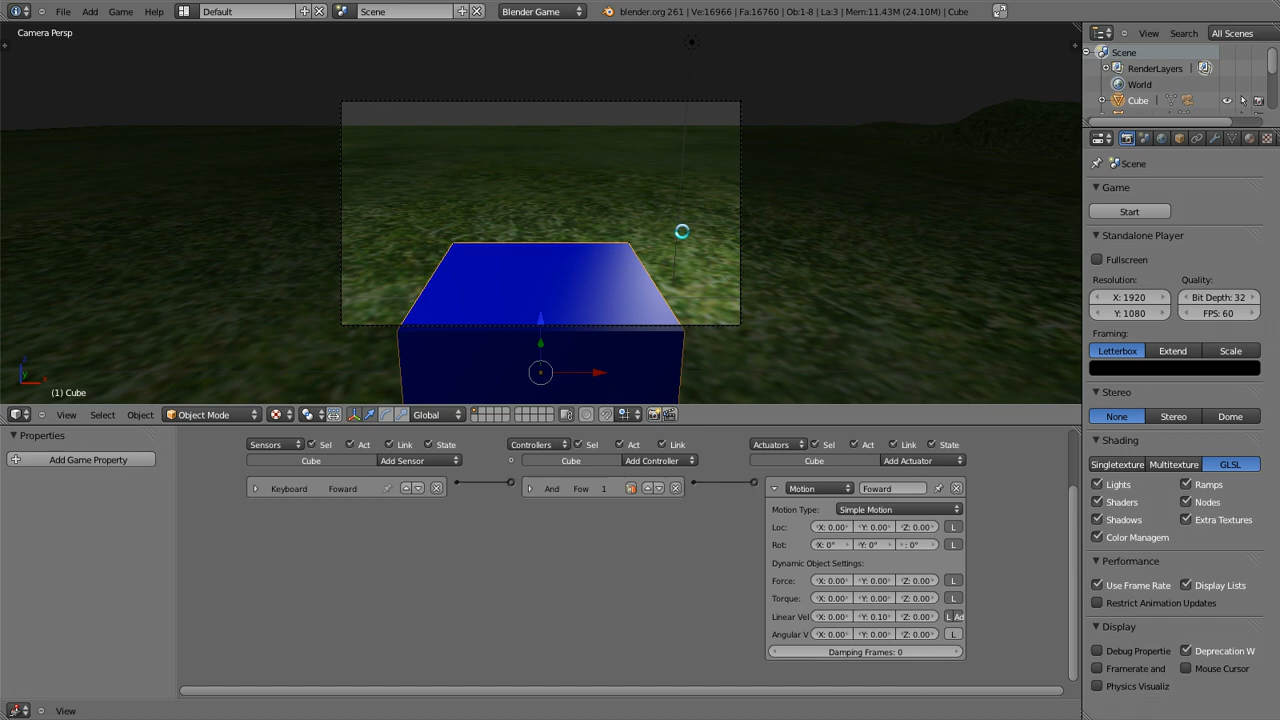 File Add Game Help Default Scene Blender Game blender.org 261 | Ve:16966 | Fa:16760 | Ob:1-8 | La:3 | Mem:11.43M (24.10M) | Cube
Camera Persp
View Search All Scenes
Scene
RenderLayers |
World
Cube |
Scene
Game
Start
Standalone Player
Fullscreen
Resolution: Quality:
X: 1920 Bit Depth: 32
Y: 1080 FPS: 60
Framing:
Letterbox Extend Scale
Stereo
None Stereo Dome
Shading
Singletexture Multitexture GLSL
Lights Ramps
Shaders Nodes
Shadows Extra Textures
Color Managem
Performance
Use Frame Rate Display Lists
Restrict Animation Updates
Display
Debug Propertie Deprecation W
Framerate and Mouse Cursor
Physics Visualiz
z
y x
(1) Cube
View Select Object Object Mode Global
Properties
Add Game Property
Sensors Sel Act Link State
Cube Add Sensor
Keyboard Foward
Controllers Sel Act Link
Cube Add Controller
And Fow 1
Actuators Sel Act Link State
Cube Add Actuator
Motion Foward
Motion Type: Simple Motion
Loc: X: 0.00 Y: 0.00 Z: 0.00 L
Rot: X: 0° Y: 0° : 0° L
Dynamic Object Settings:
Force: X: 0.00 Y: 0.00 Z: 0.00 L
Torque: X: 0.00 Y: 0.00 Z: 0.00 L
Linear Vel X: 0.00 Y: 0.10 Z: 0.00 L Ad
Angular V X: 0.00 Y: 0.00 Z: 0.00 L
Damping Frames: 0
View